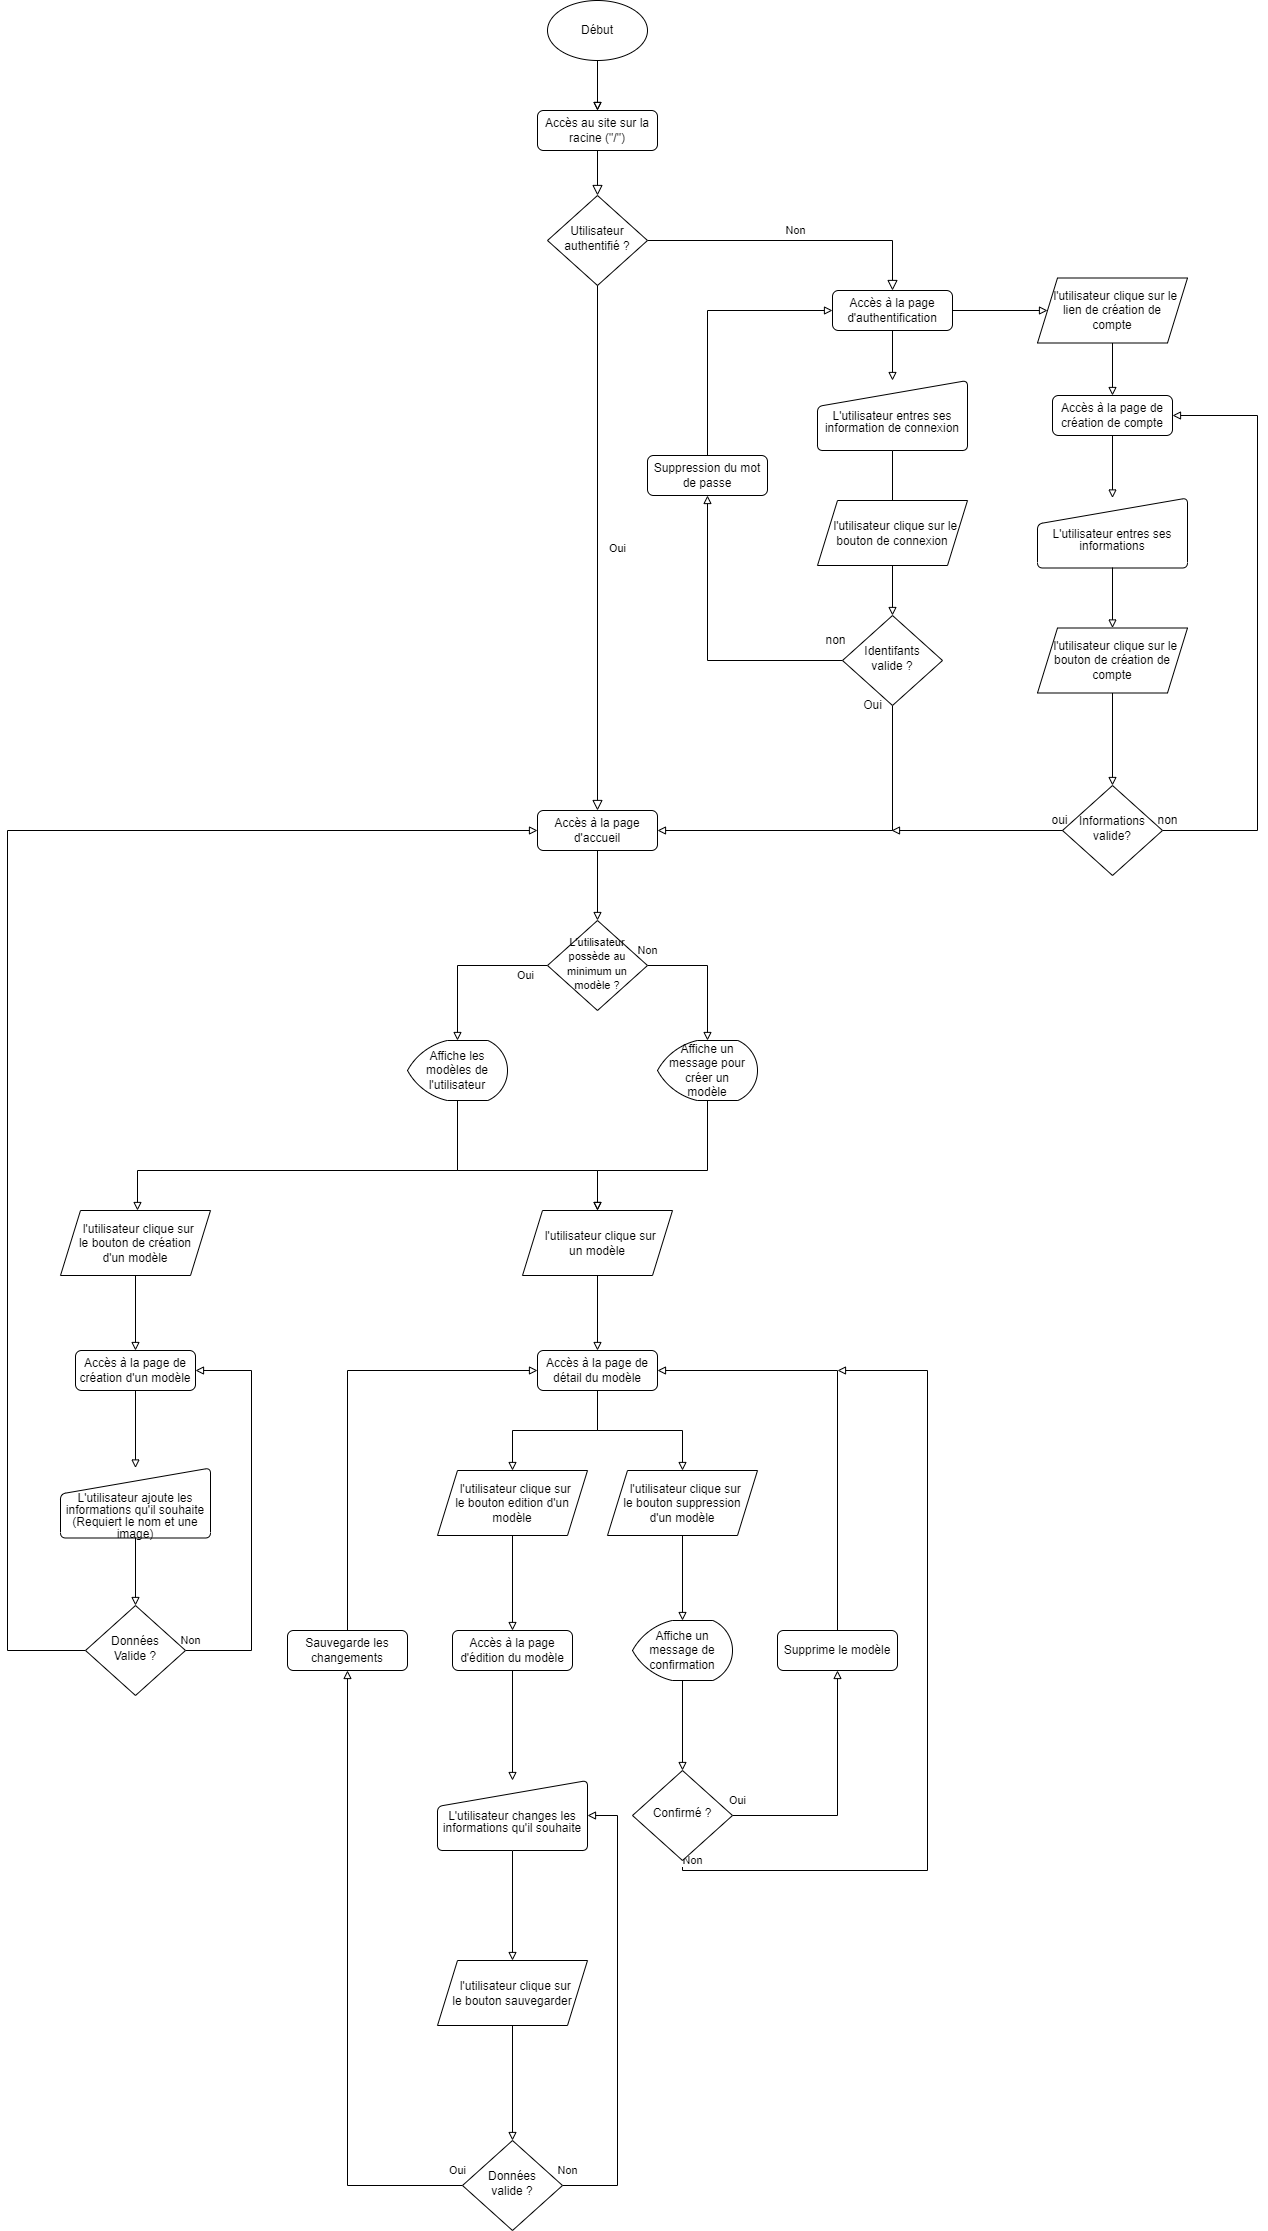 Début
Accès au site sur la
racine ("/")
Utilisateur
authentifié ?
Non
Accès à la page
d'authentification
l'utilisateur clique sur le
lien de création de
compte
L'utilisateur entres ses
information de connexion
Accès à la page de
création de compte
Suppression du mot
de passe
l'utilisateur clique sur le
bouton de connexion
L'utilisateur entres ses
informations
Oui
non
Identifants
valide ?
Oui
l'utilisateur clique sur le
bouton de création de
compte
Accès à la page
d'accueil
oui
Informations
valide?
non
L'utilisateur
possède au
minimum un
modèle ?
Non
Oui
Affiche les
modèles de
l'utilisateur
Affiche un
message pour
créer un
modèle
l'utilisateur clique sur
le bouton de création
d'un modèle
l'utilisateur clique sur
un modèle
Accès à la page de
création d'un modèle
Accès à la page de
détail du modèle
L'utilisateur ajoute les
informations qu'il souhaite
(Requiert le nom et une
image)
l'utilisateur clique sur
le bouton edition d'un
modèle
l'utilisateur clique sur
le bouton suppression
d'un modèle
Données
Valide ?
Non
Sauvegarde les
changements
Accès à la page
d'édition du modèle
Affiche un
message de
confirmation
Supprime le modèle
L'utilisateur changes les
informations qu'il souhaite
Confirmé ?
Oui
Non
l'utilisateur clique sur
le bouton sauvegarder
Oui
Données
valide ?
Non